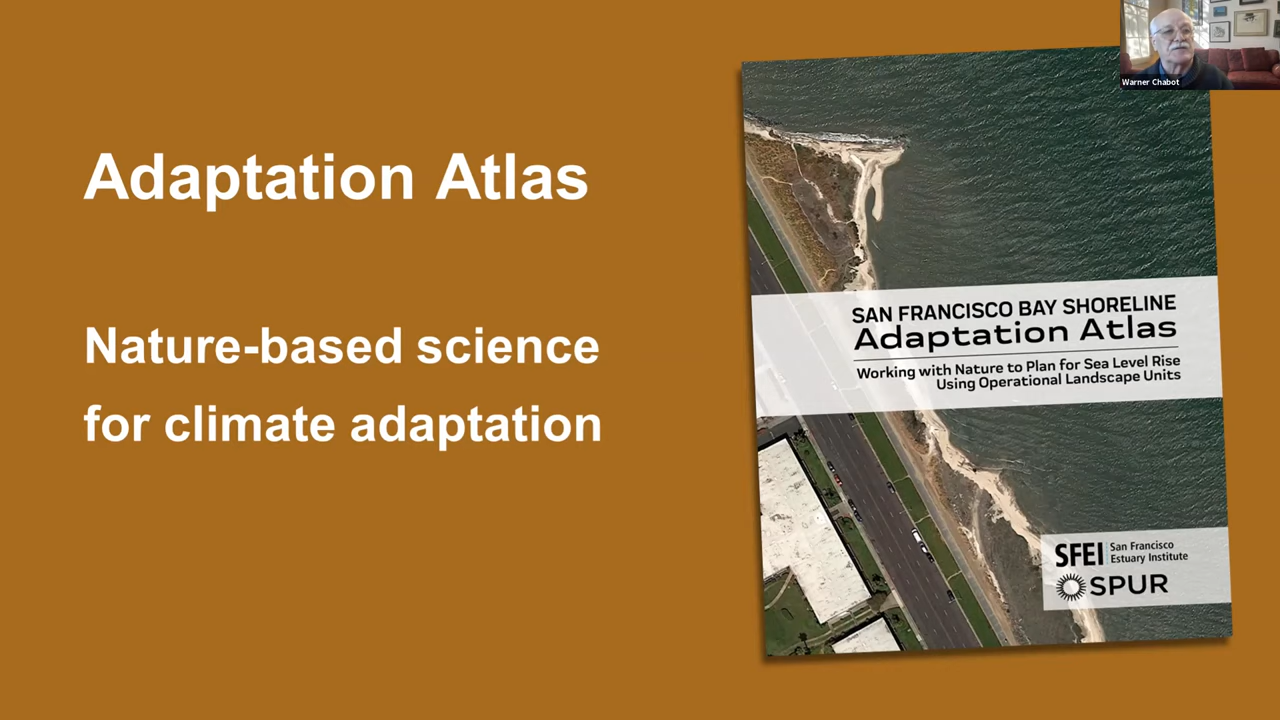 Warner Chabot
Adaptation Atlas
Nature-based science
for climate adaptation
SAN FRANCISCO BAY SHORELINE
Adaptation Atlas
Working with Nature to Plan for Sea Level Rise
Using Operational Landscape Units
SFEI
San Francisco
Estuary Institute
SPUR